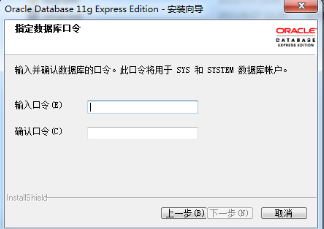 Oracle Database 11g Express Edition - 安装向导
指定数据库口令
ORACLE
DATABASE
EXPRESS EDITION
输入并确认数据库的口令。此口令将用于 SYS 和 SYSTEM 数据库帐户。
输入口令(E)
确认口令(C)
InstallShield
上一步(B) 下一步(N) 取消